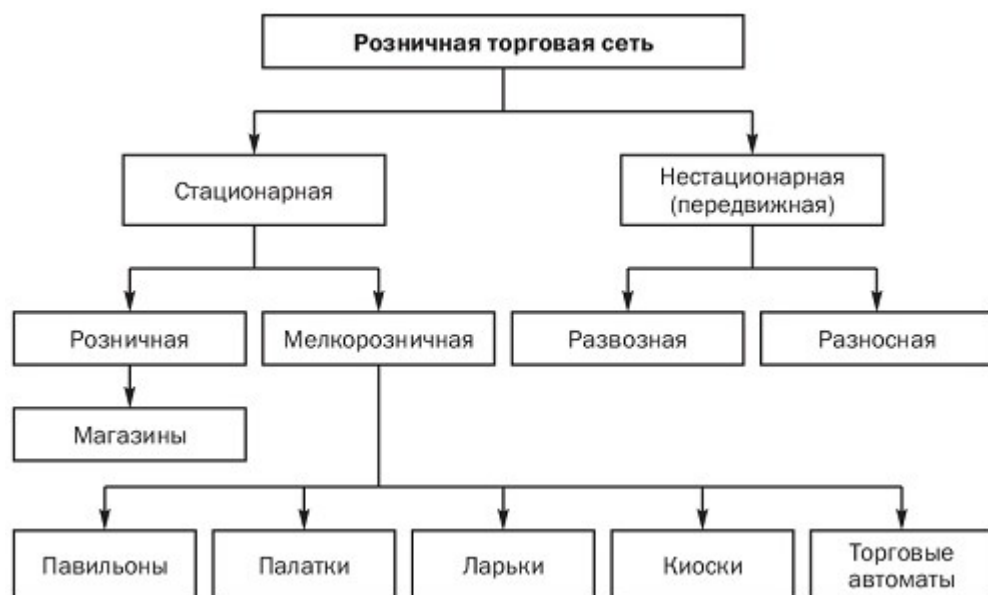 Розничная торговая сеть
Стационарная
Нестационарная
(передвижная)
Розничная
Мелкорозничная
Развозная
Разносная
Магазины
Павильоны
Палатки
Ларьки
Киоски
Торговые
автоматы